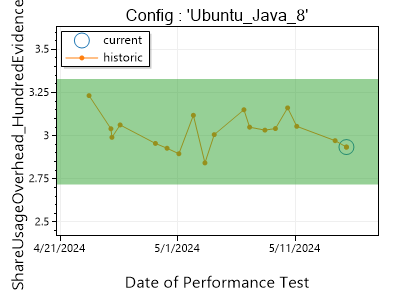 Config : 'Ubuntu_Java_8'
current
historic
3.5
3.25
3
2.75
2.5
4/21/2024
5/1/2024
5/11/2024
Date of Performance Test
ShareUsageOverhead_HundredEvidence